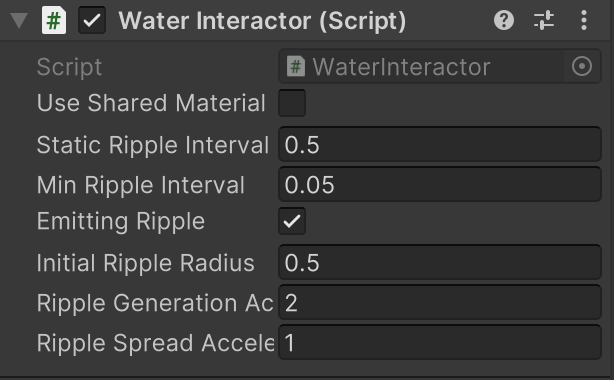 # Water Interactor (Script)
Script # WaterInteractor
Use Shared Material
Static Ripple Interval 0.5
Min Ripple Interval 0.05
Emitting Ripple
Initial Ripple Radius 0.5
Ripple Generation Ac 2
Ripple Spread Accele 1